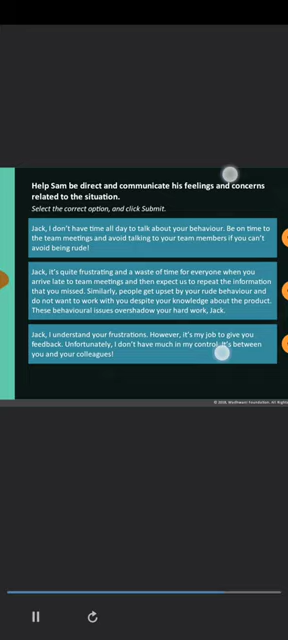 Help Sam be direct and communicate his feelings and concerns
related to the situation.
Select the correct option, and click Submit.
Jack, I don't have time all day to talk about your behaviour. Be on time to
the team meetings and avoid talking to your team members if you can't
avoid being rude!
Jack, it's quite frustrating and a waste of time for everyone when you
arrive late to team meetings and then expect us to repeat the information
that you missed. Similarly, people get upset by your rude behaviour and
do not want to work with you despite your knowledge about the product.
These behavioural issues overshadow your hard work, Jack.
Jack, I understand your frustrations. However, it's my job to give you
feedback. Unfortunately, I don't have much in my control. It's between
you and your colleagues!
© 2020 Wadhwani Foundation. All Rights